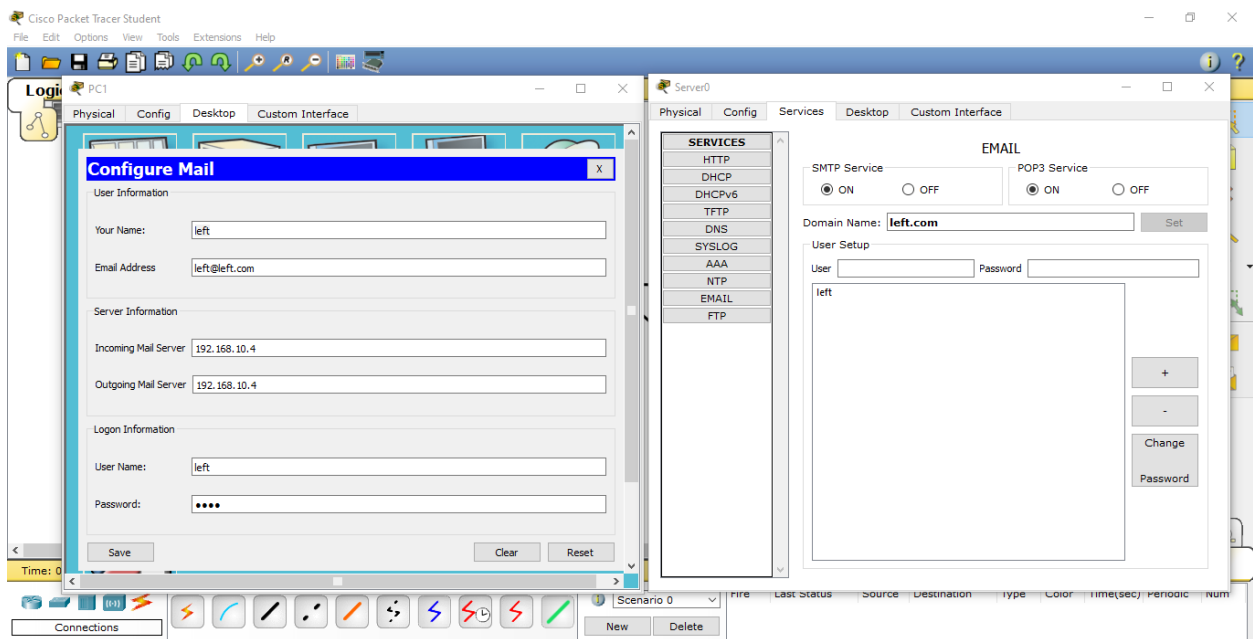 Cisco Packet Tracer Student
File Edit Options View Tools Extensions Help
PC1
Physical Config Desktop Custom Interface
Configure Mail
X
User Information
Your Name: left
Email Address left@left.com
Server Information
Incoming Mail Server 192.168.10.4
Outgoing Mail Server 192.168.10.4
Logon Information
User Name: left
Password: ••••
Save Clear Reset
Server0
Physical Config Services Desktop Custom Interface
SERVICES
HTTP
DHCP
DHCPv6
TFTP
DNS
SYSLOG
AAA
NTP
EMAIL
FTP
EMAIL
SMTP Service POP3 Service
ON OFF ON OFF
Domain Name: left.com Set
User Setup
User Password
left
+
-
Change
Password
Time: 0
Connections
Scenario 0
New Delete
Fire Last Status Source Destination Type Color Time(sec) Periodic Num